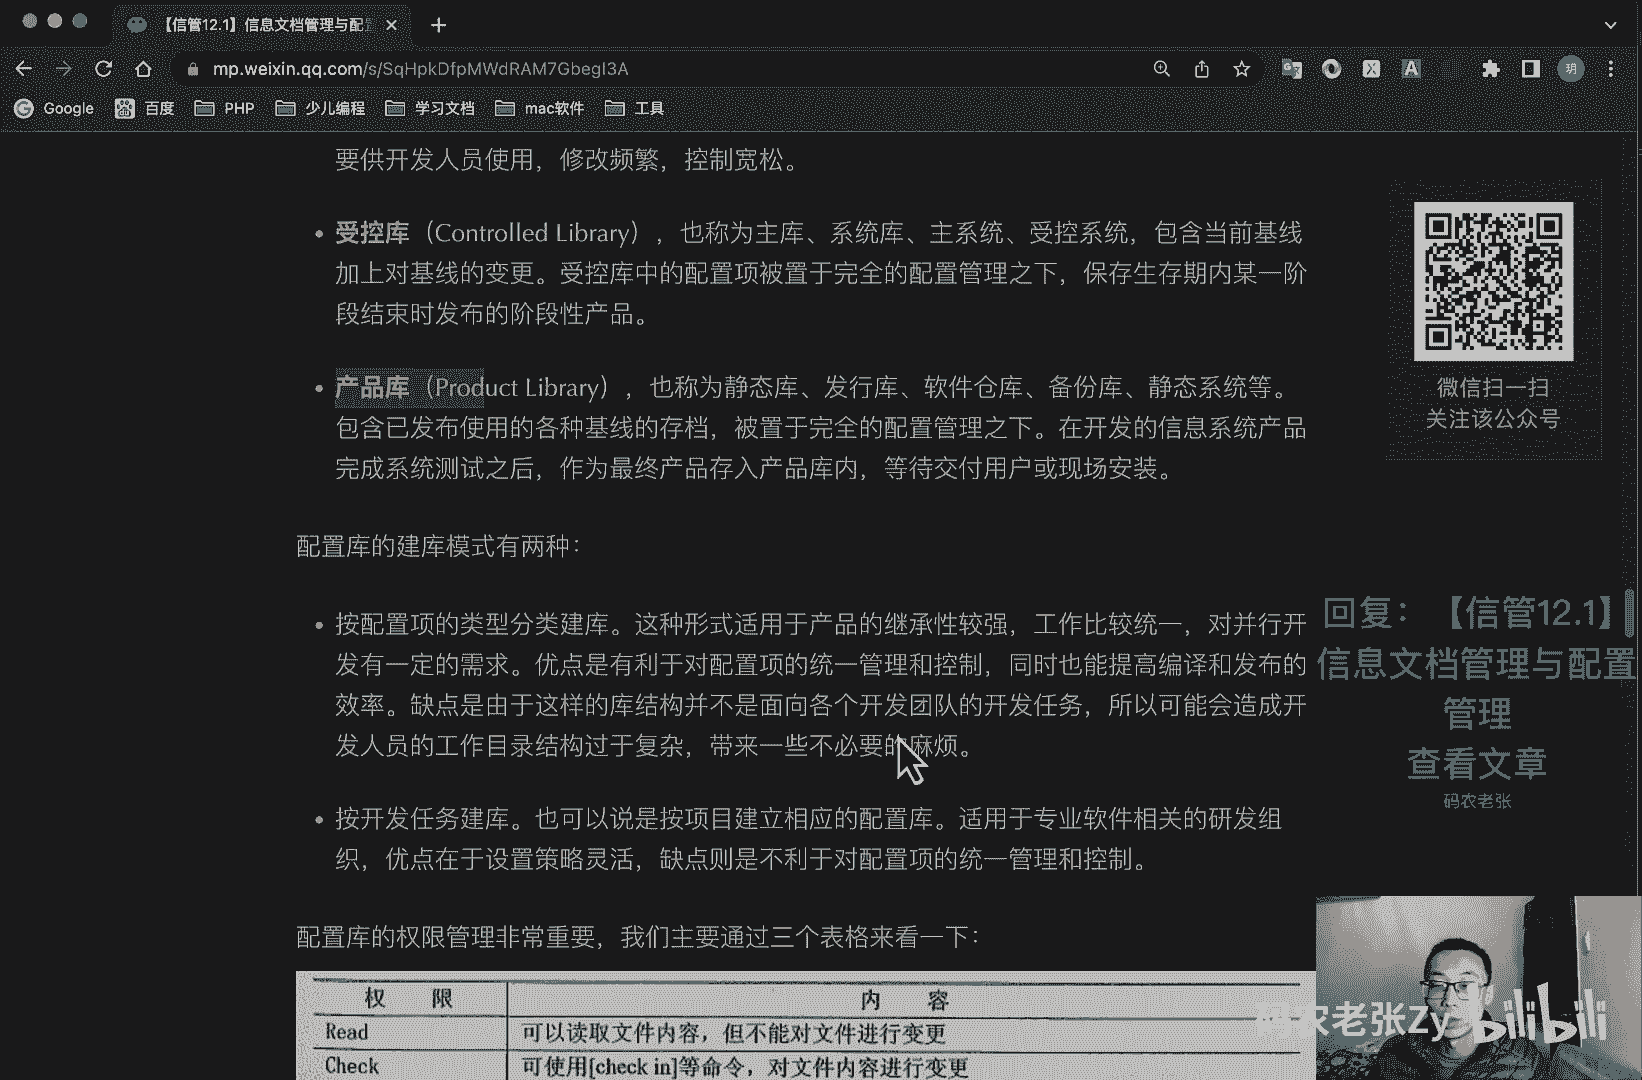 【信管12.1】信息文档管理与配置
mp.weixin.qq.com/s/SqHpkDfpMWdRAM7GbegI3A
玥
Google 百度 PHP 少儿编程 学习文档 mac软件 工具
要供开发人员使用，修改频繁，控制宽松。
• 受控库（Controlled Library），也称为主库、系统库、主系统、受控系统，包含当前基线
加上对基线的变更。受控库中的配置项被置于完全的配置管理之下，保存生存期内某一阶
段结束时发布的阶段性产品。
• 产品库（Product Library），也称为静态库、发行库、软件仓库、备份库、静态系统等。
包含已发布使用的各种基线的存档，被置于完全的配置管理之下。在开发的信息系统产品
完成系统测试之后，作为最终产品存入产品库内，等待交付用户或现场安装。
配置库的建库模式有两种：
• 按配置项的类型分类建库。这种形式适用于产品的继承性较强，工作比较统一，对并行开
发有一定的需求。优点是有利于对配置项的统一管理和控制，同时也能提高编译和发布的
效率。缺点是由于这样的库结构并不是面向各个开发团队的开发任务，所以可能会造成开
发人员的工作目录结构过于复杂，带来一些不必要的麻烦。
• 按开发任务建库。也可以说是按项目建立相应的配置库。适用于专业软件相关的研发组
织，优点在于设置策略灵活，缺点则是不利于对配置项的统一管理和控制。
配置库的权限管理非常重要，我们主要通过三个表格来看一下：
权 限 内 容
Read 可以读取文件内容，但不能对文件进行变更
Check 可使用[check in]等命令，对文件内容进行变更
微信扫一扫
关注该公众号
回复：【信管12.1】
信息文档管理与配置
管理
查看文章
码农老张
码农老张Zy bilibili